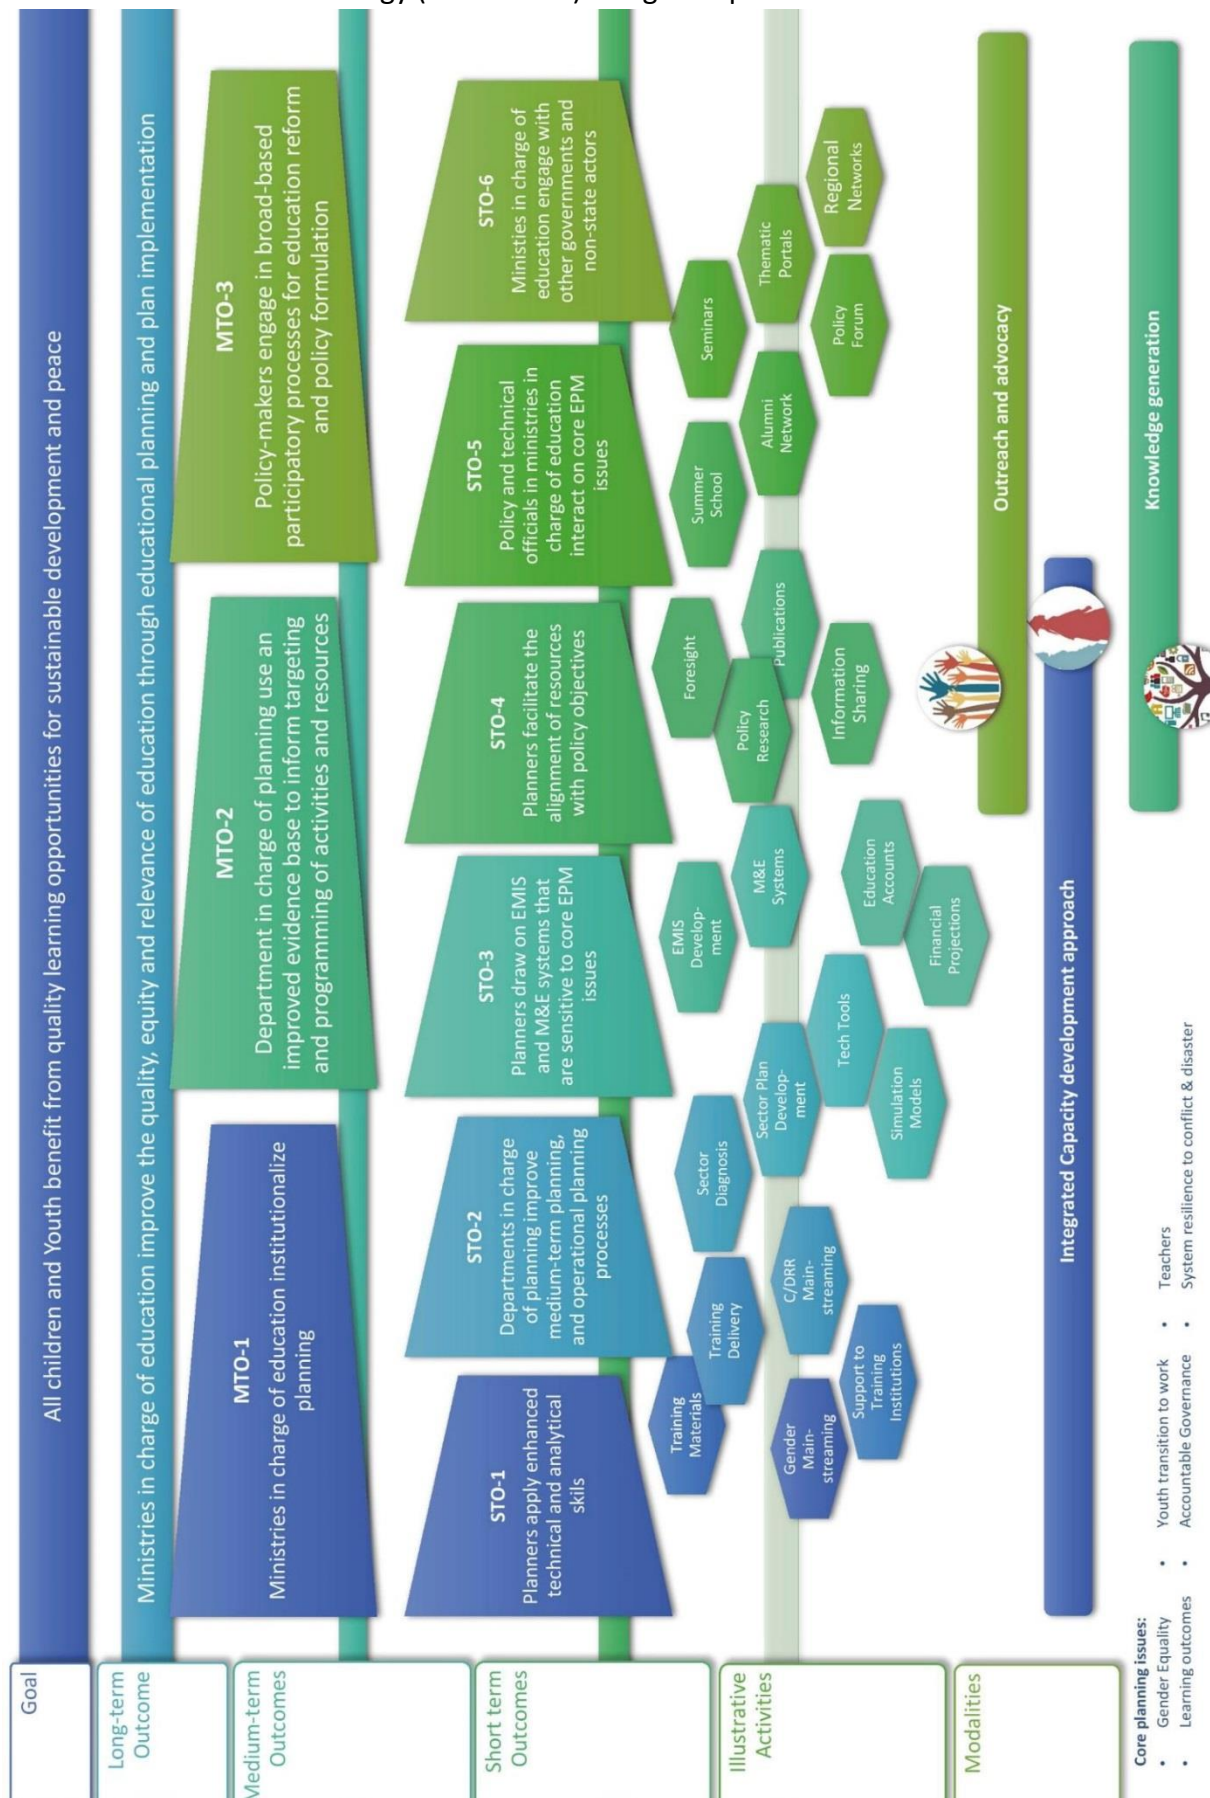 Goal
All children and Youth benefit from quality learning opportunities for sustainable development and peace
Long-term
Outcome
Ministries in charge of education improve the quality, equity and relevance of education through educational planning and plan implementation
Medium-term
Outcomes
MTO-1
Ministries in charge of education institutionalize
planning
MTO-2
Department in charge of planning use an
improved evidence base to inform targeting
and programming of activities and resources
MTO-3
Policy-makers engage in broad-based
participatory processes for education reform
and policy formulation
Short term
Outcomes
STO-1
Planners apply enhanced
technical and analytical
skils
STO-2
Departments in charge
of planning improve
medium-term planning,
and operational planning
processes
STO-3
Planners draw on EMIS
and M&E systems that
are sensitive to core EPM
issues
STO-4
Planners facilitate the
alignment of resources
with policy objectives
STO-5
Policy and technical
officials in ministries in
charge of education
interact on core EPM
issues
STO-6
Ministies in charge of
education engage with
other governments and
non-state actors
Illustrative
Activities
Training
Materials
Training
Delivery
Gender
Main-
streaming
Support to
Training
Institutions
C/DRR
Main-
streaming
Sector
Diagnosis
Sector Plan
Develop-
ment
Tech Tools
Simulation
Models
EMIS
Develop-
ment
M&E
Systems
Education
Accounts
Financial
Projections
Foresight
Policy
Research
Publications
Information
Sharing
Summer
School
Alumni
Network
Seminars
Thematic
Portals
Policy
Forum
Regional
Networks
Modalities
Outreach and advocacy
Integrated Capacity development approach
Knowledge generation
Core planning issues:
• Gender Equality • Youth transition to work • Teachers
• Learning outcomes • Accountable Governance • System resilience to conflict & disaster